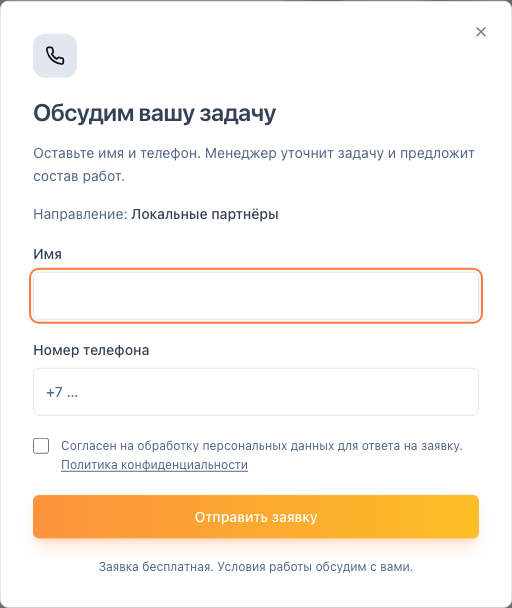 Обсудим вашу задачу
Оставьте имя и телефон. Менеджер уточнит задачу и предложит
состав работ.
Направление: Локальные партнёры
Имя
Номер телефона
+7 ...
Согласен на обработку персональных данных для ответа на заявку.
Политика конфиденциальности
Отправить заявку
Заявка бесплатная. Условия работы обсудим с вами.